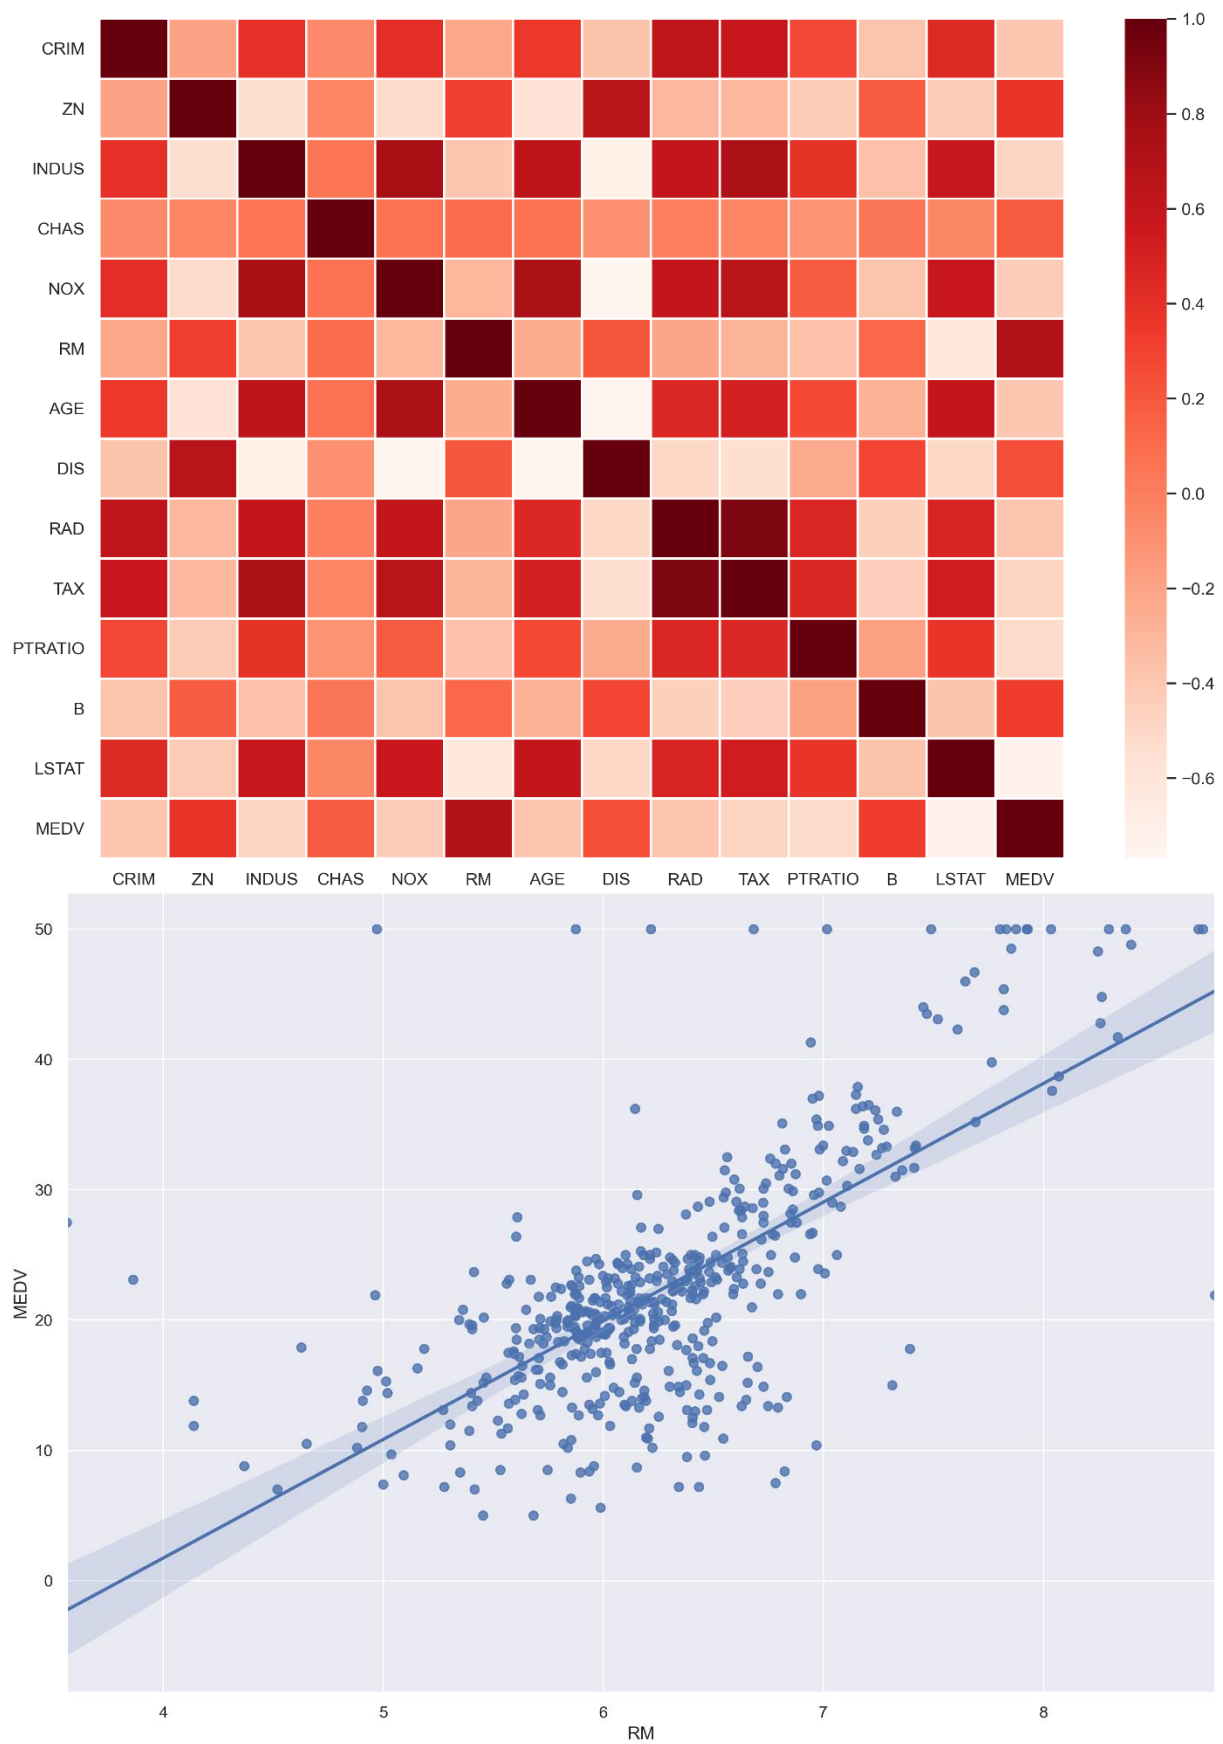 CRIM
ZN
INDUS
CHAS
NOX
RM
AGE
DIS
RAD
TAX
PTRATIO
B
LSTAT
MEDV
CRIM ZN INDUS CHAS NOX RM AGE DIS RAD TAX PTRATIO B LSTAT MEDV
1.0
0.8
0.6
0.4
0.2
0.0
−0.2
−0.4
−0.6
MEDV
50
40
30
20
10
0
4 5 6 7 8
RM